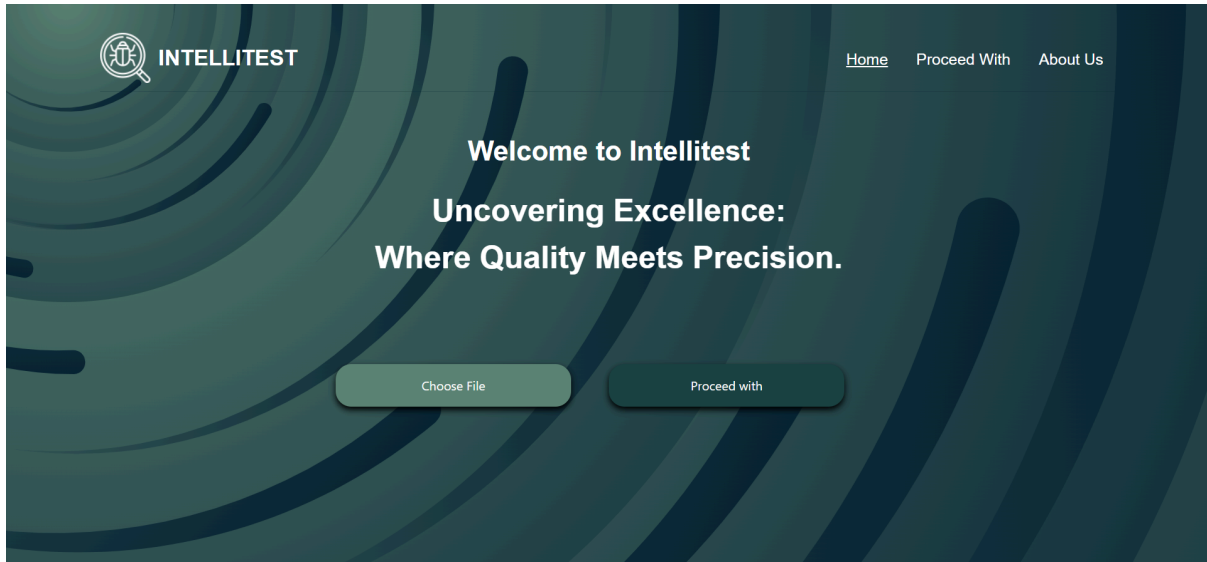 INTELLITEST
Home Proceed With About Us
Welcome to Intellitest
Uncovering Excellence:
Where Quality Meets Precision.
Choose File Proceed with